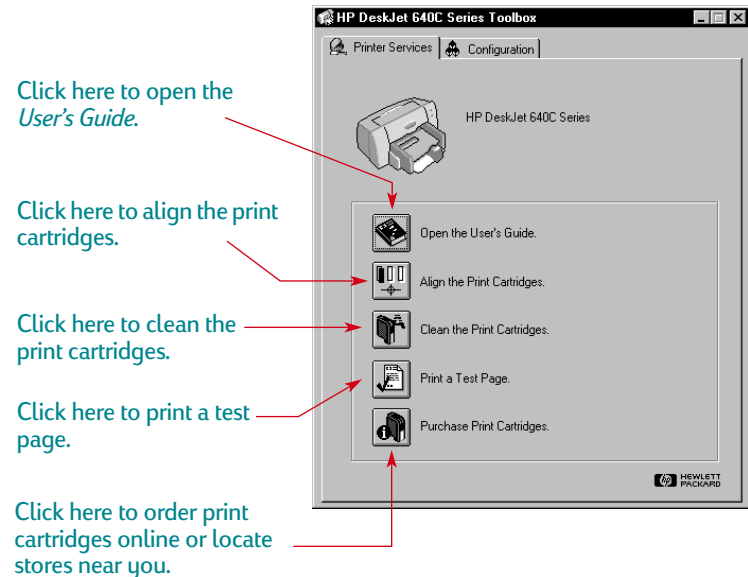 HP DeskJet 640C Series Toolbox
Printer Services
Configuration
Click here to open the
User's Guide.
HP DeskJet 640C Series
Click here to align the print
cartridges.
Open the User's Guide.
Align the Print Cartridges.
Click here to clean the
print cartridges.
Clean the Print Cartridges.
Print a Test Page.
Click here to print a test
page.
Purchase Print Cartridges.
hp HEWLETT
PACKARD
Click here to order print
cartridges online or locate
stores near you.